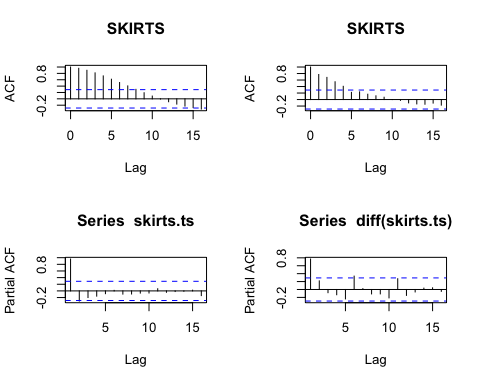 SKIRTS
ACF
0.8
-0.2
0 5 10 15
Lag
SKIRTS
ACF
0.8
-0.2
0 5 10 15
Lag
Series skirts.ts
Partial ACF
0.8
-0.2
5 10 15
Lag
Series diff(skirts.ts)
Partial ACF
0.8
-0.2
5 10 15
Lag